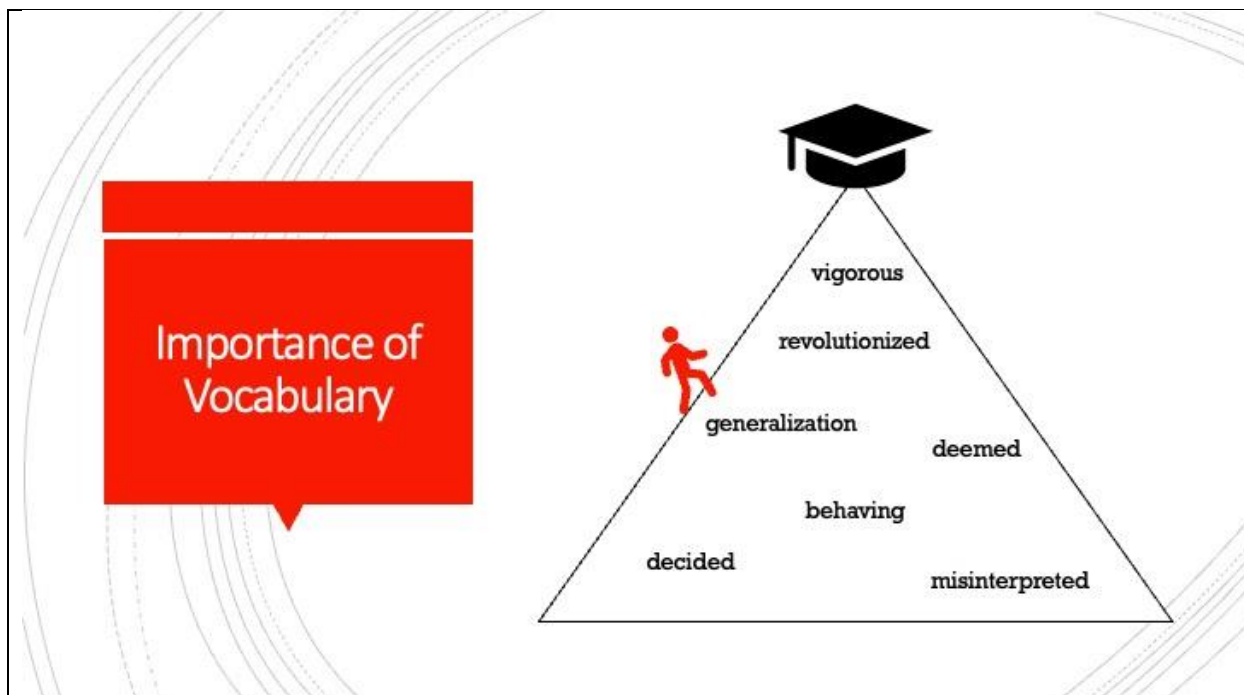 Importance of
Vocabulary
vigorous
revolutionized
generalization
deemed
behaving
decided
misinterpreted